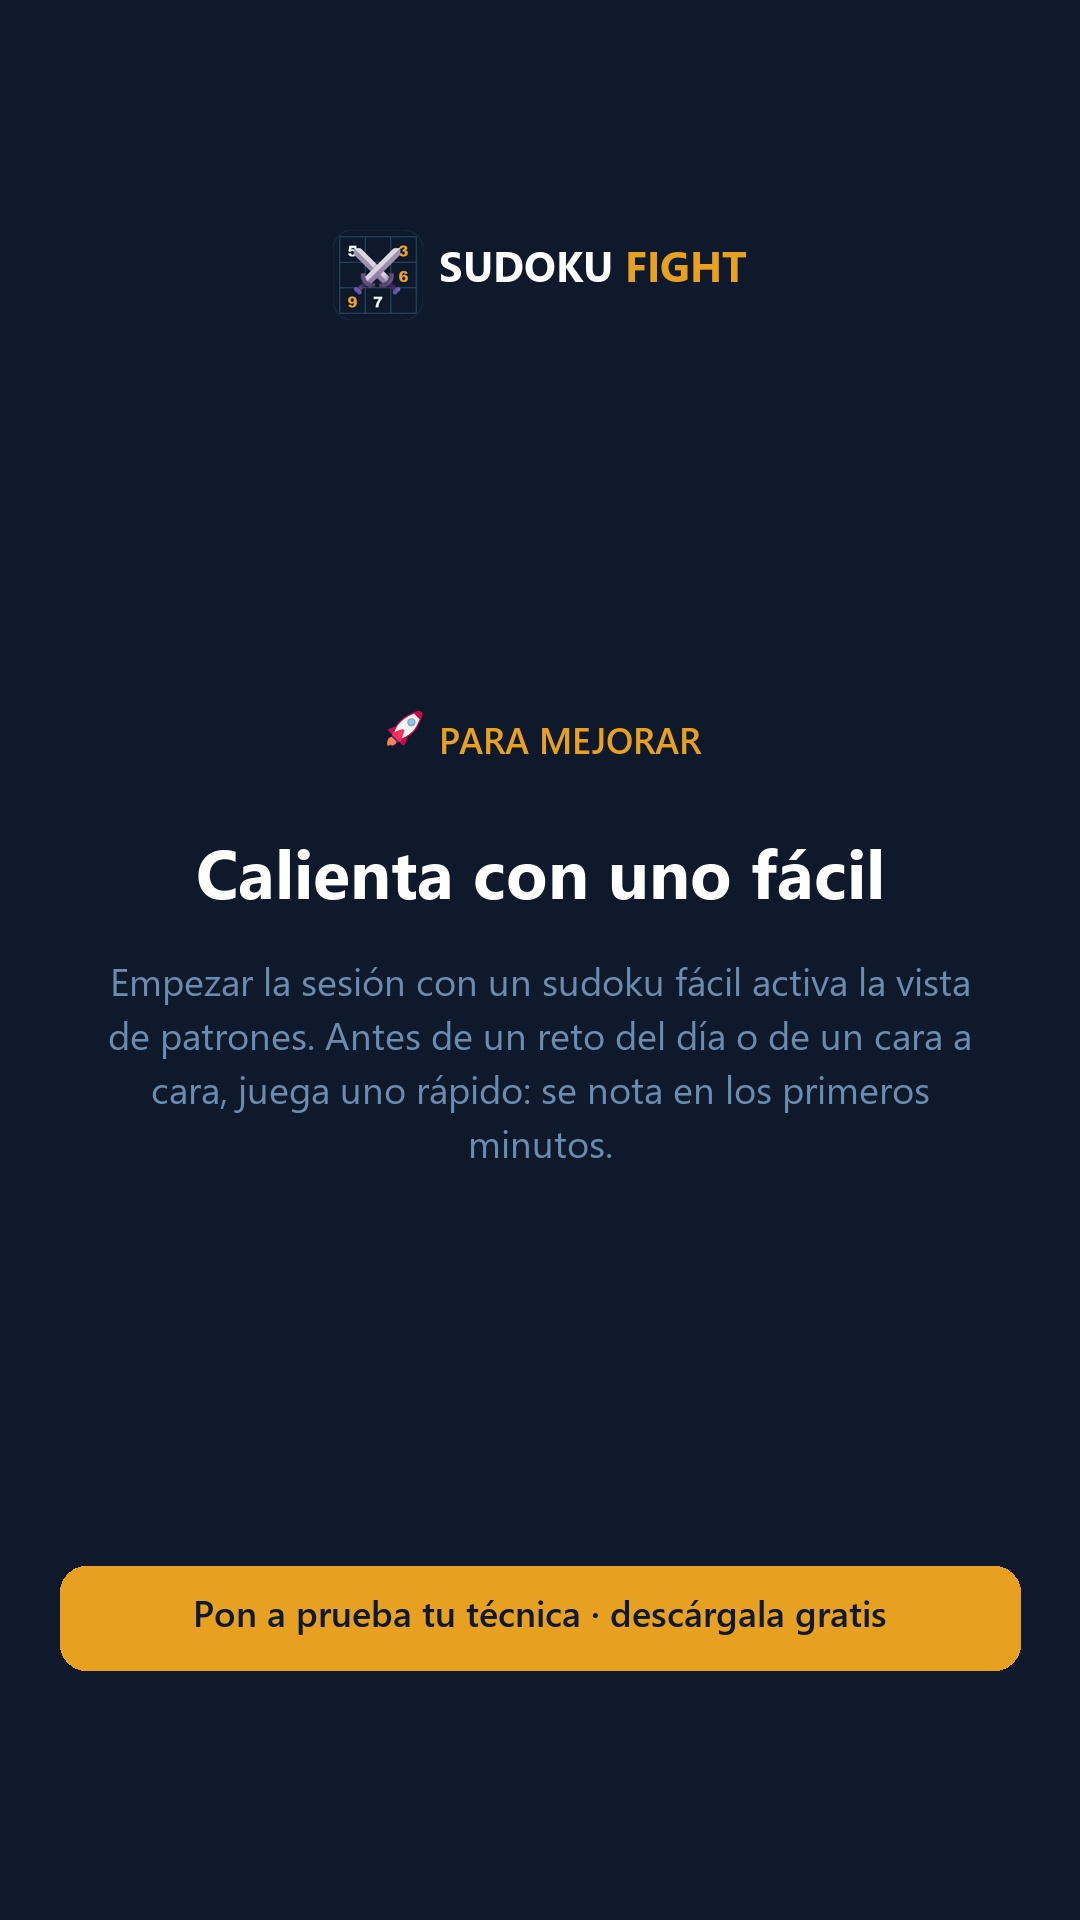 5 3
6
9 7
SUDOKU FIGHT
PARA MEJORAR
Calienta con uno fácil
Empezar la sesión con un sudoku fácil activa la vista
de patrones. Antes de un reto del día o de un cara a
cara, juega uno rápido: se nota en los primeros
minutos.
Pon a prueba tu técnica · descárgala gratis